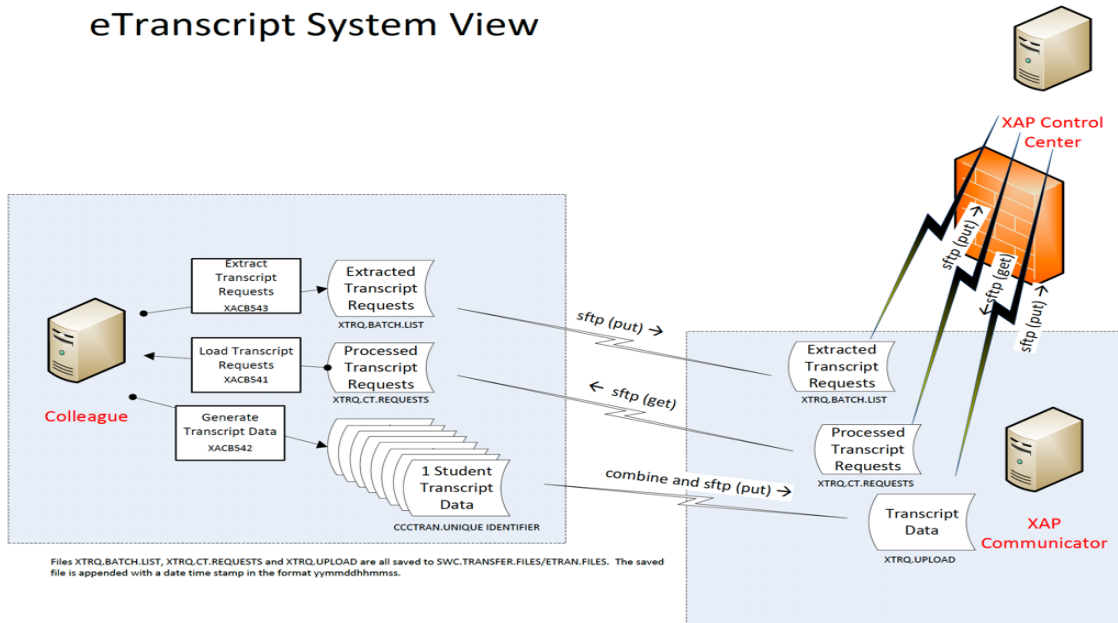 eTranscript System View
XAP Control
Center
sftp (put) →
sftp (get)
←
sftp (put) →
Extract
Transcript
Requests
XACB543
Extracted
Transcript
Requests
XTRQ.BATCH.LIST
sftp (put) →
Load Transcript
Requests
XACB541
Processed
Transcript
Requests
XTRQ.CT.REQUESTS
← sftp (get)
Colleague
Generate
Transcript Data
XACB542
1 Student
Transcript
Data
CCCTRAN.UNIQUE IDENTIFIER
combine and sftp (put) →
Extracted
Transcript
Requests
XTRQ.BATCH.LIST
Processed
Transcript
Requests
XTRQ.CT.REQUESTS
Transcript
Data
XTRQ.UPLOAD
XAP
Communicator
Files XTRQ.BATCH.LIST, XTRQ.CT.REQUESTS and XTRQ.UPLOAD are all saved to SWC.TRANSFER.FILES/ETRAN.FILES. The saved
file is appended with a date time stamp in the format yymmddhhmmss.